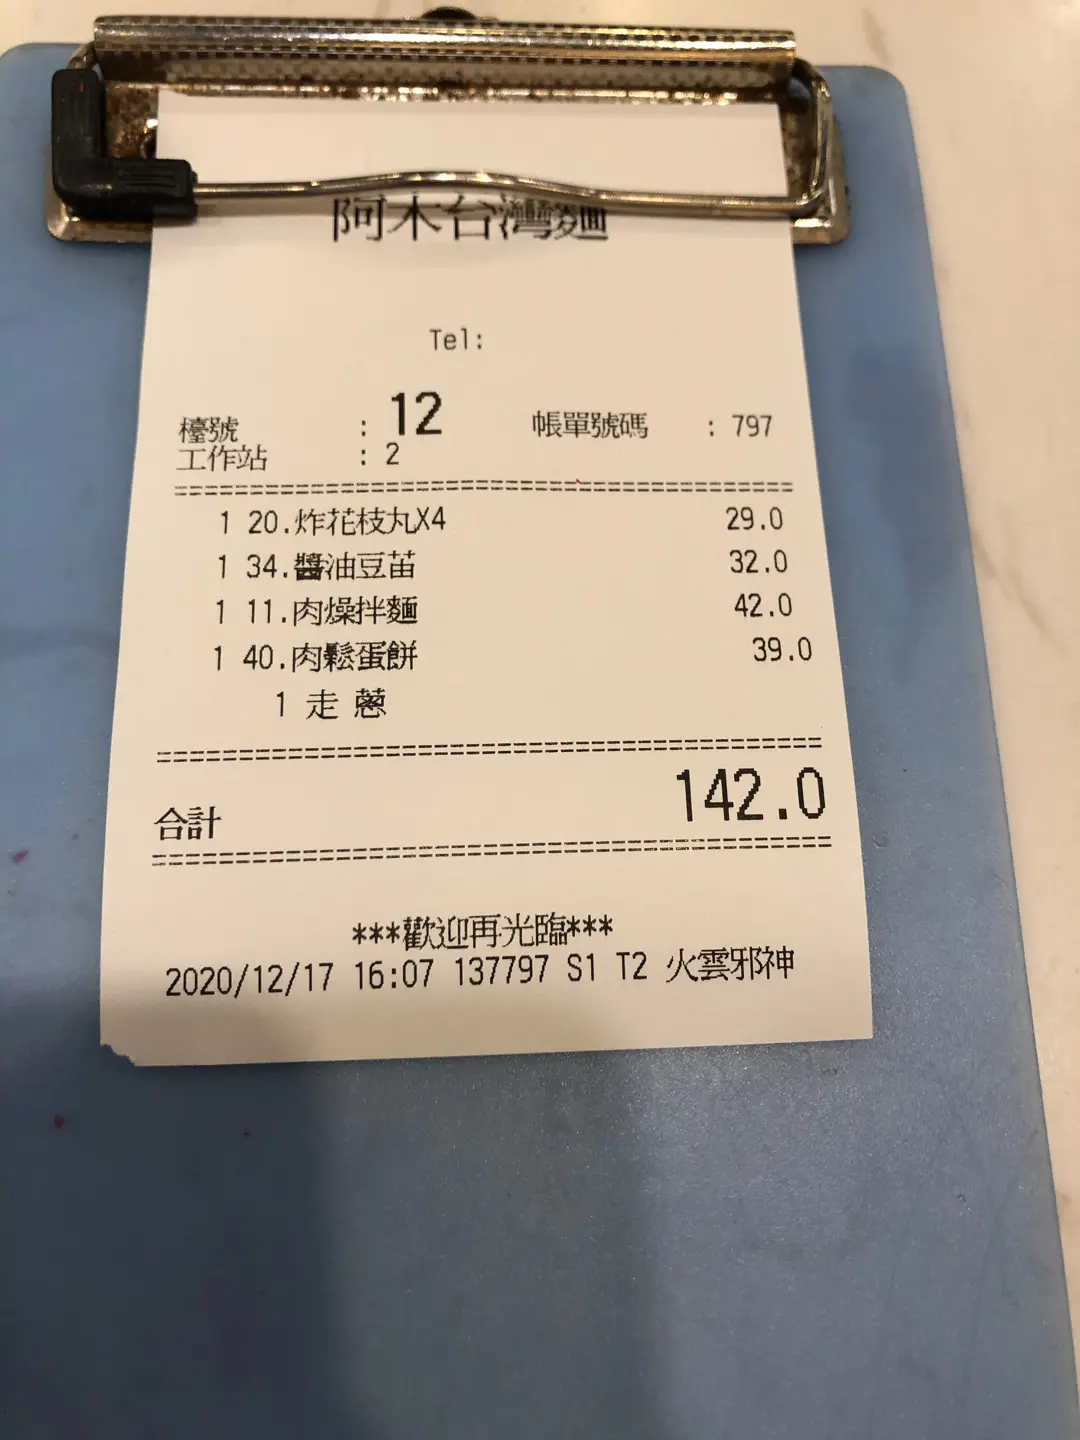 阿木台灣麵
Tel:
檯號 : 12 帳單號碼 : 797
工作站 : 2
1 20.炸花枝丸X4 29.0
1 34.醬油豆苗 32.0
1 11.肉燥拌麵 42.0
1 40.肉鬆蛋餅 39.0
1 走 蔥
合計 142.0
***歡迎再光臨***
2020/12/17 16:07 137797 S1 T2 火雲邪神